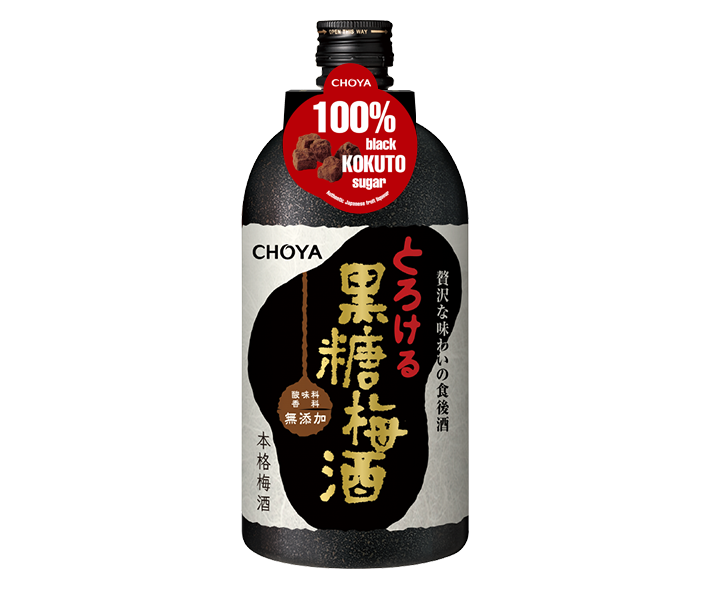 OPEN THIS WAY
CHOYA
100%
black
KOKUTO
sugar
Authentic Japanese fruit liqueur
CHOYA
とろける
黒糖梅酒
贅沢な味わいの食後酒
酸味料
香料
無添加
本格梅酒